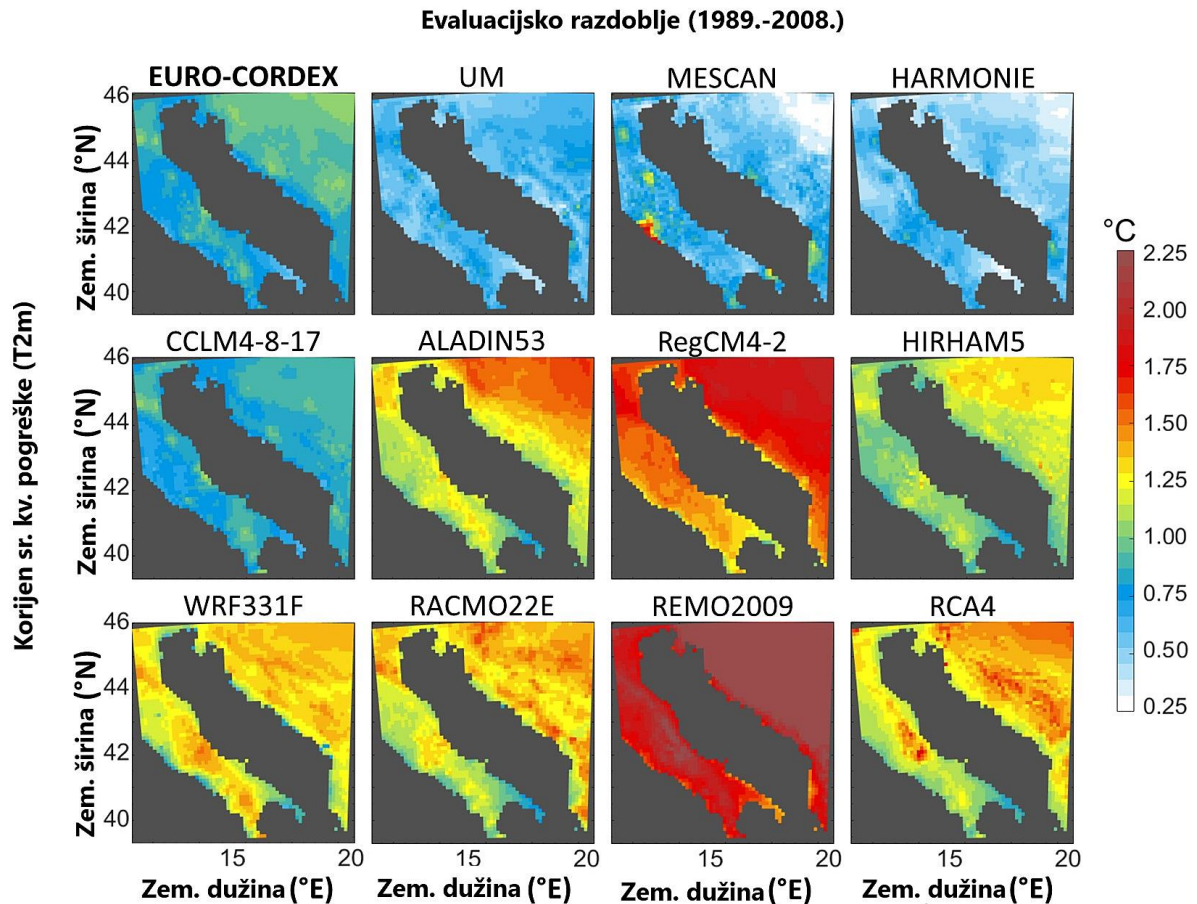 Evaluacijsko razdoblje (1989.-2008.)
EURO-CORDEX UM MESCAN HARMONIE
46
44
42
40
Zem. širina (°N)
CCLM4-8-17 ALADIN53 RegCM4-2 HIRHAM5
46
44
42
40
Zem. širina (°N)
WRF331F RACMO22E REMO2009 RCA4
46
44
42
40
Zem. širina (°N)
15 20 15 20 15 20 15 20
Zem. dužina (°E) Zem. dužina (°E) Zem. dužina (°E) Zem. dužina (°E)
Korijen sr. kv. pogreške (T2m)
°C
2.25
2.00
1.75
1.50
1.25
1.00
0.75
0.50
0.25